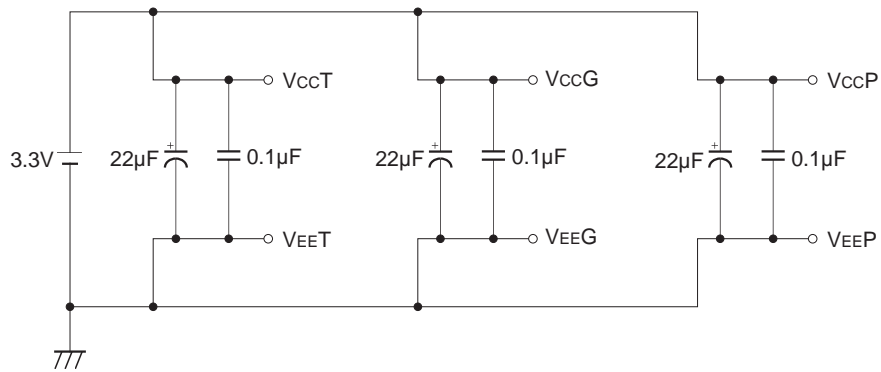 VCCT VCCG VCCP
3.3V 22μF + 0.1μF 22μF + 0.1μF 22μF + 0.1μF
VEET VEEG VEEP